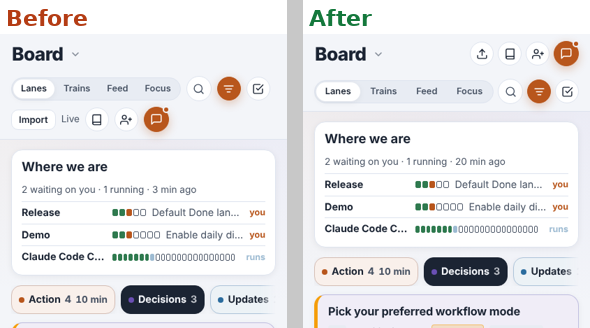 Before
Board
Lanes Trains Feed Focus
Import Live
Where we are
2 waiting on you · 1 running · 3 min ago
Release Default Done lan... you
Demo Enable daily di... you
Claude Code C... runs
Action 4 10 min Decisions 3 Updates
After
Board
Lanes Trains Feed Focus
Where we are
2 waiting on you · 1 running · 20 min ago
Release Default Done lan... you
Demo Enable daily di... you
Claude Code C... runs
Action 4 10 min Decisions 3 Updates
Pick your preferred workflow mode